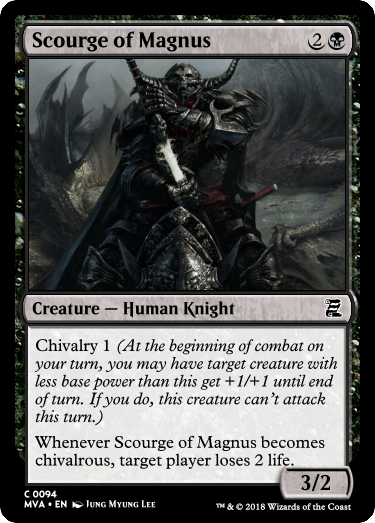 Scourge of Magnus 2
Creature — Human Knight
Chivalry 1 (At the beginning of combat on
your turn, you may have target creature with
less base power than this get +1/+1 until end
of turn. If you do, this creature can't attack
this turn.)
Whenever Scourge of Magnus becomes
chivalrous, target player loses 2 life.
3/2
C 0094
MVA • EN Jung Myung Lee
™ & © 2018 Wizards of the Coast